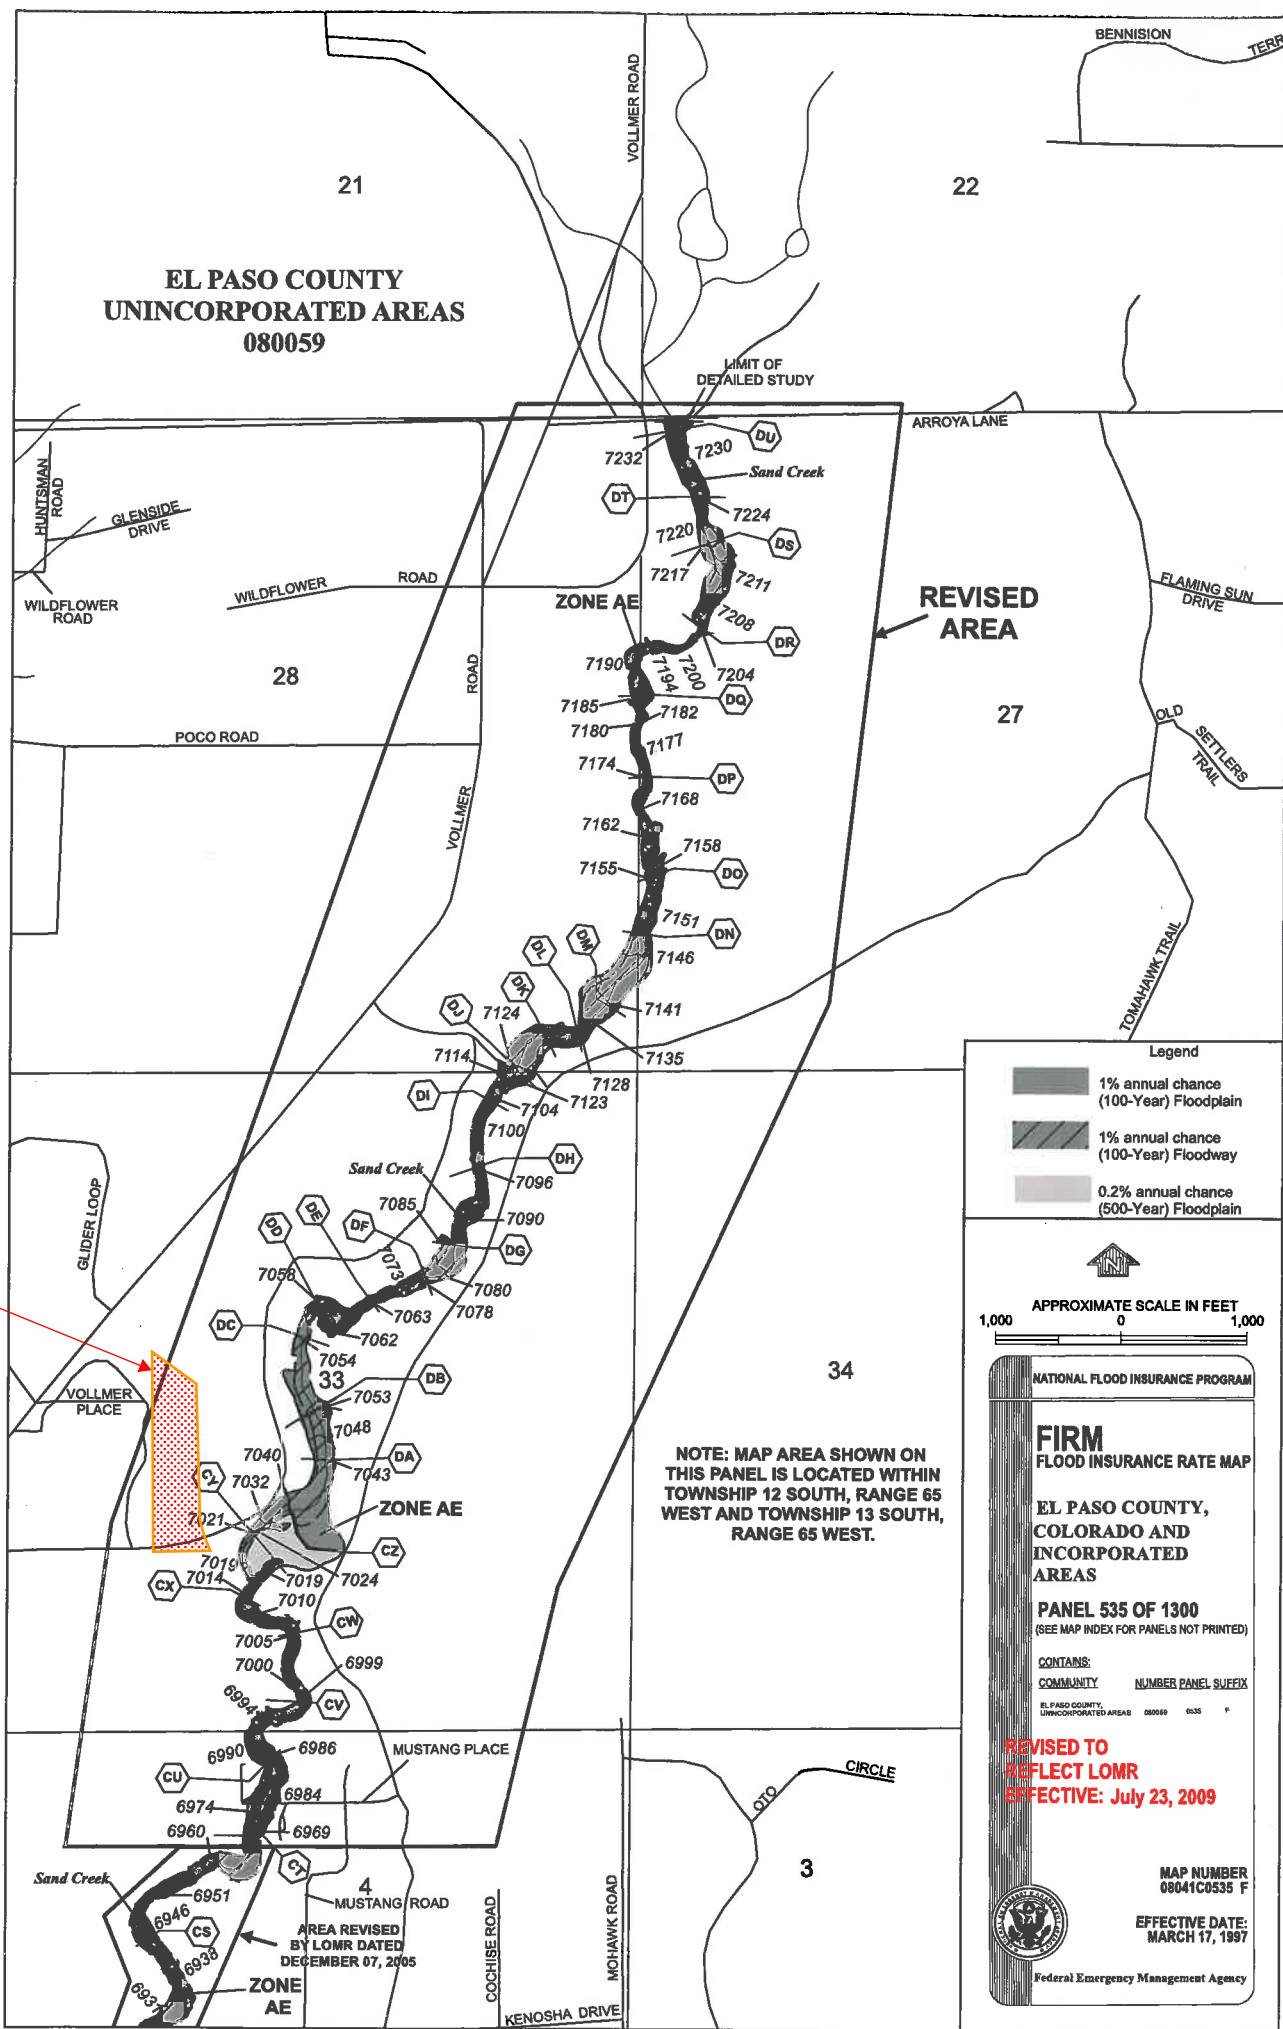 BENNISION
TERR
VOLLMER ROAD
21
22
EL PASO COUNTY
UNINCORPORATED AREAS
080059
LIMIT OF
DETAILED STUDY
ARROYA LANE
DU
7232
7230
Sand Creek
HUNTSMAN
ROAD
GLENSIDE
DRIVE
DT
7224
7220
DS
7217
7211
WILDFLOWER
ROAD
WILDFLOWER
ROAD
ZONE AE
REVISED
AREA
FLAMING SUN
DRIVE
7208
DR
7204
7190
7194
7200
28
ROAD
7185
DQ
7182
7180
27
OLD
SETTLERS
TRAIL
POCO ROAD
7177
7174
DP
7168
VOLLMER
7162
7158
7155
DO
7151
DN
DM
DL
7146
DK
DJ
7124
7141
TOMAHAWK TRAIL
7135
7114
7128
DI
7104
7123
7100
Legend
1% annual chance
(100-Year) Floodplain
1% annual chance
(100-Year) Floodway
0.2% annual chance
(500-Year) Floodplain
DH
Sand Creek
7096
GLIDER LOOP
7085
7090
DD
DE
DF
DG
7073
7058
7080
7078
7063
7062
N
APPROXIMATE SCALE IN FEET
1,000
0
1,000
DC
7054
33
DB
34
VOLLMER
PLACE
7053
7048
7040
DA
7043
CY
7032
ZONE AE
7021
CZ
7019
7019
7024
NOTE: MAP AREA SHOWN ON
THIS PANEL IS LOCATED WITHIN
TOWNSHIP 12 SOUTH, RANGE 65
WEST AND TOWNSHIP 13 SOUTH,
RANGE 65 WEST.
CX
7014
7010
CW
7005
7000
6999
6994
CV
6990
6986
MUSTANG PLACE
CU
6984
6974
6960
6969
CT
CIRCLE
OTO
3
Sand Creek
4
6951
MUSTANG ROAD
6946
CS
AREA REVISED
BY LOMR DATED
DECEMBER 07, 2005
6938
ZONE
AE
6931
COCHISE ROAD
MOHAWK ROAD
KENOSHA DRIVE
NATIONAL FLOOD INSURANCE PROGRAM
FIRM
FLOOD INSURANCE RATE MAP
EL PASO COUNTY,
COLORADO AND
INCORPORATED
AREAS
PANEL 535 OF 1300
(SEE MAP INDEX FOR PANELS NOT PRINTED)
CONTAINS:
COMMUNITY NUMBER PANEL SUFFIX
EL PASO COUNTY,
UNINCORPORATED AREAS 080059 0535 F
REVISED TO
REFLECT LOMR
EFFECTIVE: July 23, 2009
MAP NUMBER
08041C0535 F
EFFECTIVE DATE:
MARCH 17, 1997
Federal Emergency Management Agency